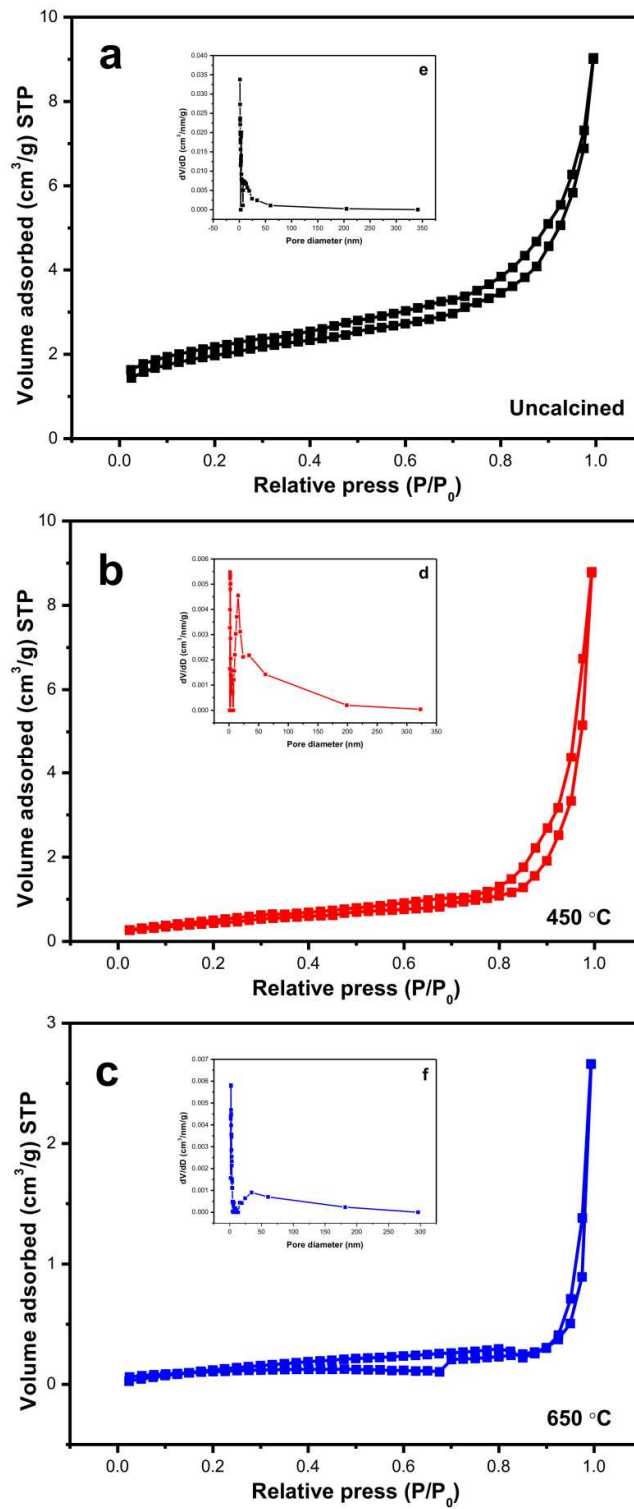 a
10
8
6
4
2
0
Volume adsorbed (cm³/g) STP
0.0 0.2 0.4 0.6 0.8 1.0
Relative press (P/P₀)
Uncalcined
e
0.040
0.035
0.030
0.025
0.020
0.015
0.010
0.005
0.000
dV/dD (cm³/nm/g)
-50 0 50 100 150 200 250 300 350
Pore diameter (nm)
b
10
8
6
4
2
0
Volume adsorbed (cm³/g) STP
0.0 0.2 0.4 0.6 0.8 1.0
Relative press (P/P₀)
450 °C
d
0.006
0.005
0.004
0.003
0.002
0.001
0.000
dV/dD (cm³/nm/g)
0 50 100 150 200 250 300
Pore diameter (nm)
c
3
2
1
0
Volume adsorbed (cm³/g) STP
0.0 0.2 0.4 0.6 0.8 1.0
Relative press (P/P₀)
650 °C
f
0.007
0.006
0.005
0.004
0.003
0.002
0.001
0.000
dV/dD (cm³/nm/g)
0 50 100 150 200 250 300
Pore diameter (nm)